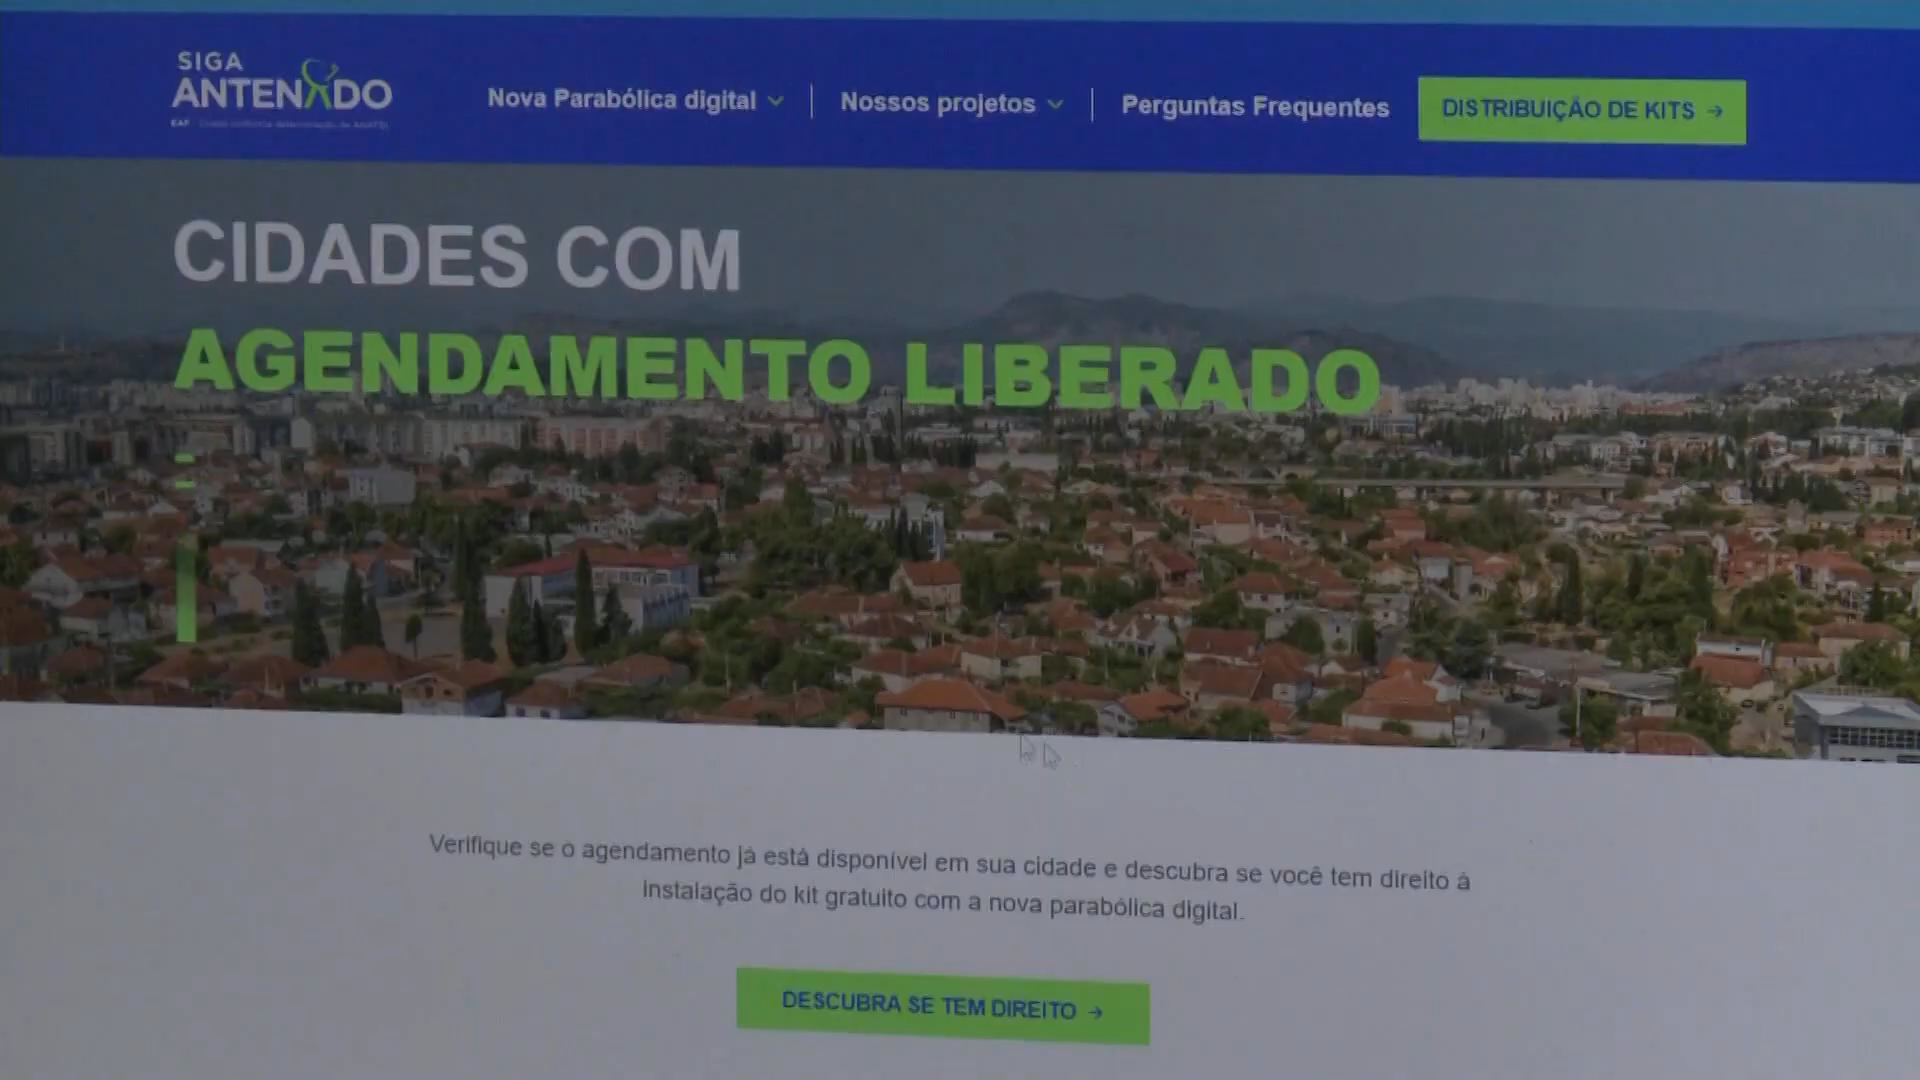 SIGA
ANTENADO
Nova Parabólica digital
Nossos projetos
Perguntas Frequentes
DISTRIBUIÇÃO DE KITS →
CIDADES COM
AGENDAMENTO LIBERADO
Verifique se o agendamento já está disponível em sua cidade e descubra se você tem direito à
instalação do kit gratuito com a nova parabólica digital.
DESCUBRA SE TEM DIREITO →